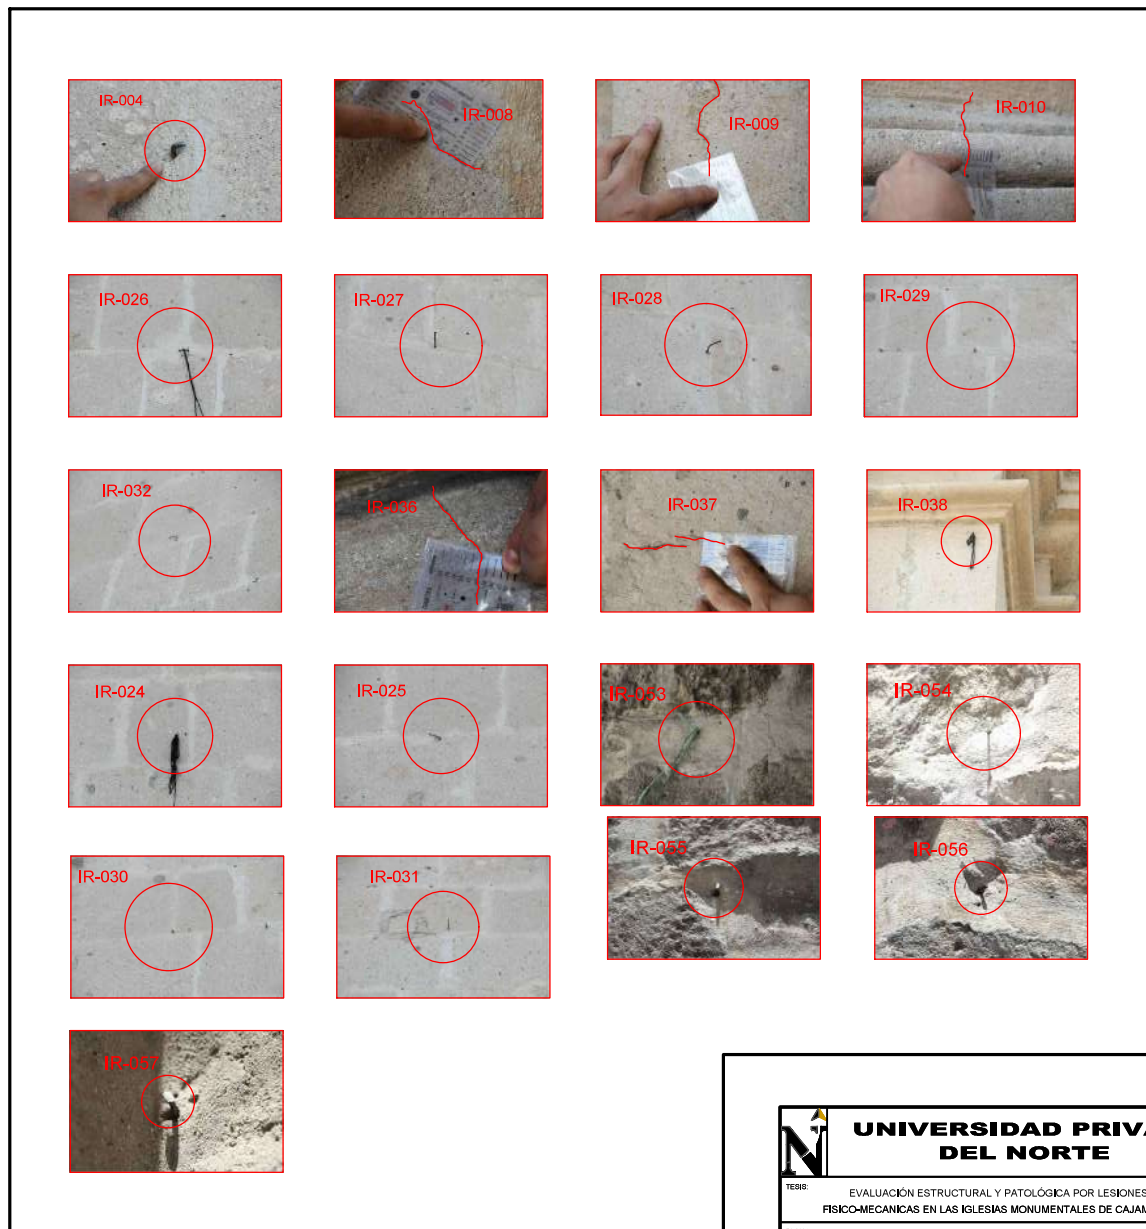 IR-004
IR-008
IR-009
IR-010
IR-026
IR-027
IR-028
IR-029
IR-032
IR-036
IR-037
IR-038
IR-024
IR-025
IR-053
IR-054
IR-055
IR-056
IR-030
IR-031
IR-057
UNIVERSIDAD PRIVA
DEL NORTE
TESIS:
EVALUACIÓN ESTRUCTURAL Y PATOLÓGICA POR LESIONES
FISICO-MECANICAS EN LAS IGLESIAS MONUMENTALES DE CAJA